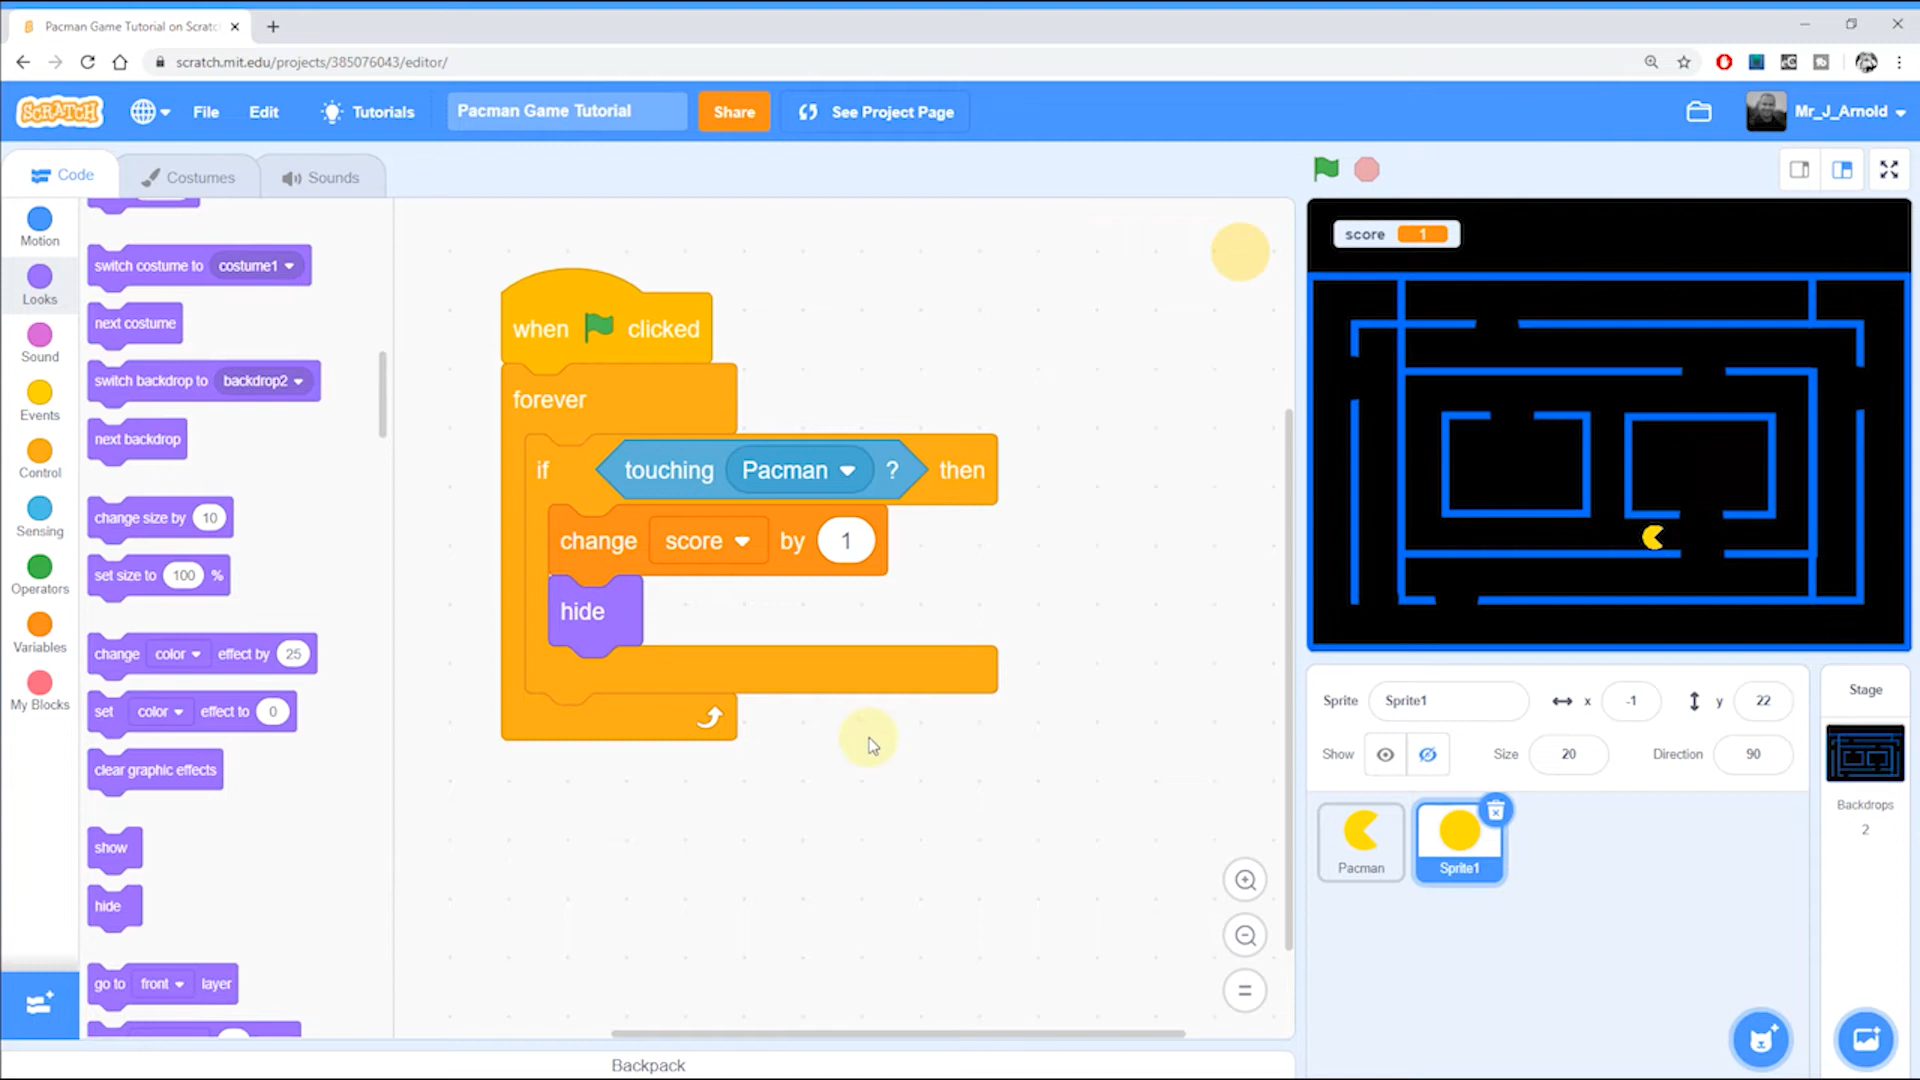 Pacman Game Tutorial on Scratc
scratch.mit.edu/projects/385076043/editor/
SCRATCH
File
Edit
Tutorials
Pacman Game Tutorial
Share
See Project Page
Mr_J_Arnold
Code
Costumes
Sounds
Motion
Looks
Sound
Events
Control
Sensing
Operators
Variables
My Blocks
switch costume to costume1
next costume
switch backdrop to backdrop2
next backdrop
change size by 10
set size to 100 %
change color effect by 25
set color effect to 0
clear graphic effects
show
hide
go to front layer
when clicked
forever
if touching Pacman ? then
change score by 1
hide
score 1
Sprite Sprite1 x -1 y 22
Show Size 20 Direction 90
Pacman
Sprite1
Stage
Backdrops
2
Backpack